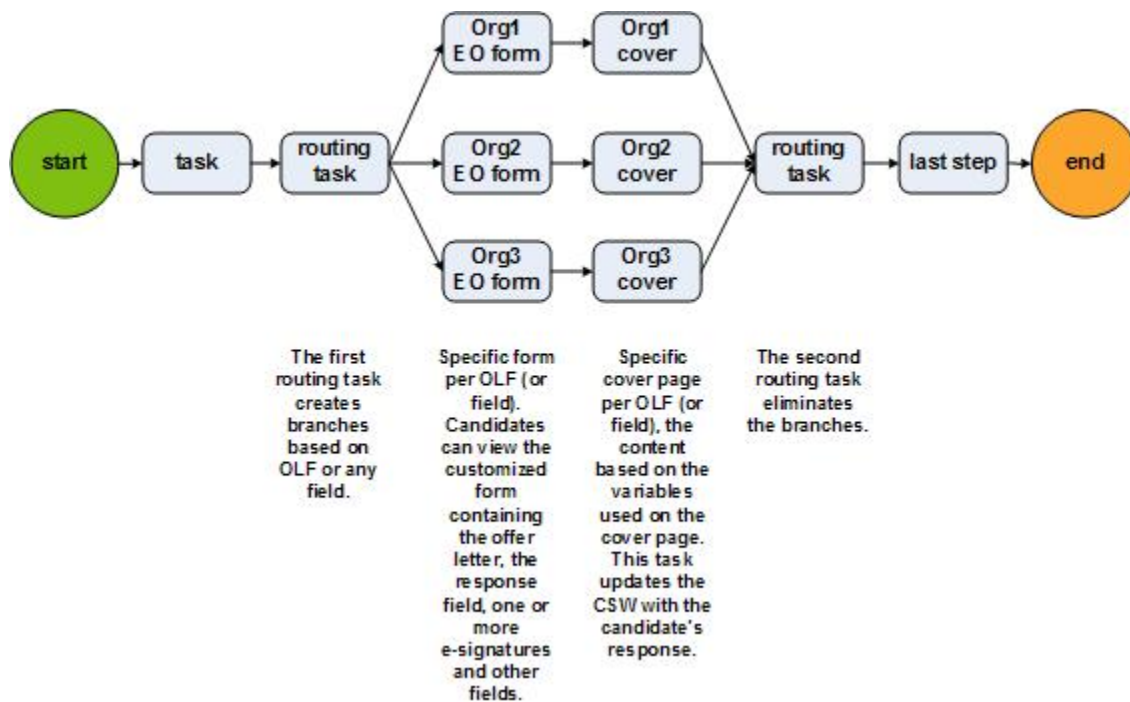 Org1
EO form
Org1
cover
start
task
routing
task
Org2
EO form
Org2
cover
routing
task
last step
end
Org3
EO form
Org3
cover
The first
routing task
creates
branches
based on
OLF or any
field.
Specific form
per OLF (or
field).
Candidates
can view the
customized
form
containing
the offer
letter, the
response
field, one or
more
e-signatures
and other
fields.
Specific
cover page
per OLF (or
field), the
content
based on the
variables
used on the
cover page.
This task
updates the
CSW with the
candidate's
response.
The second
routing task
eliminates
the branches.